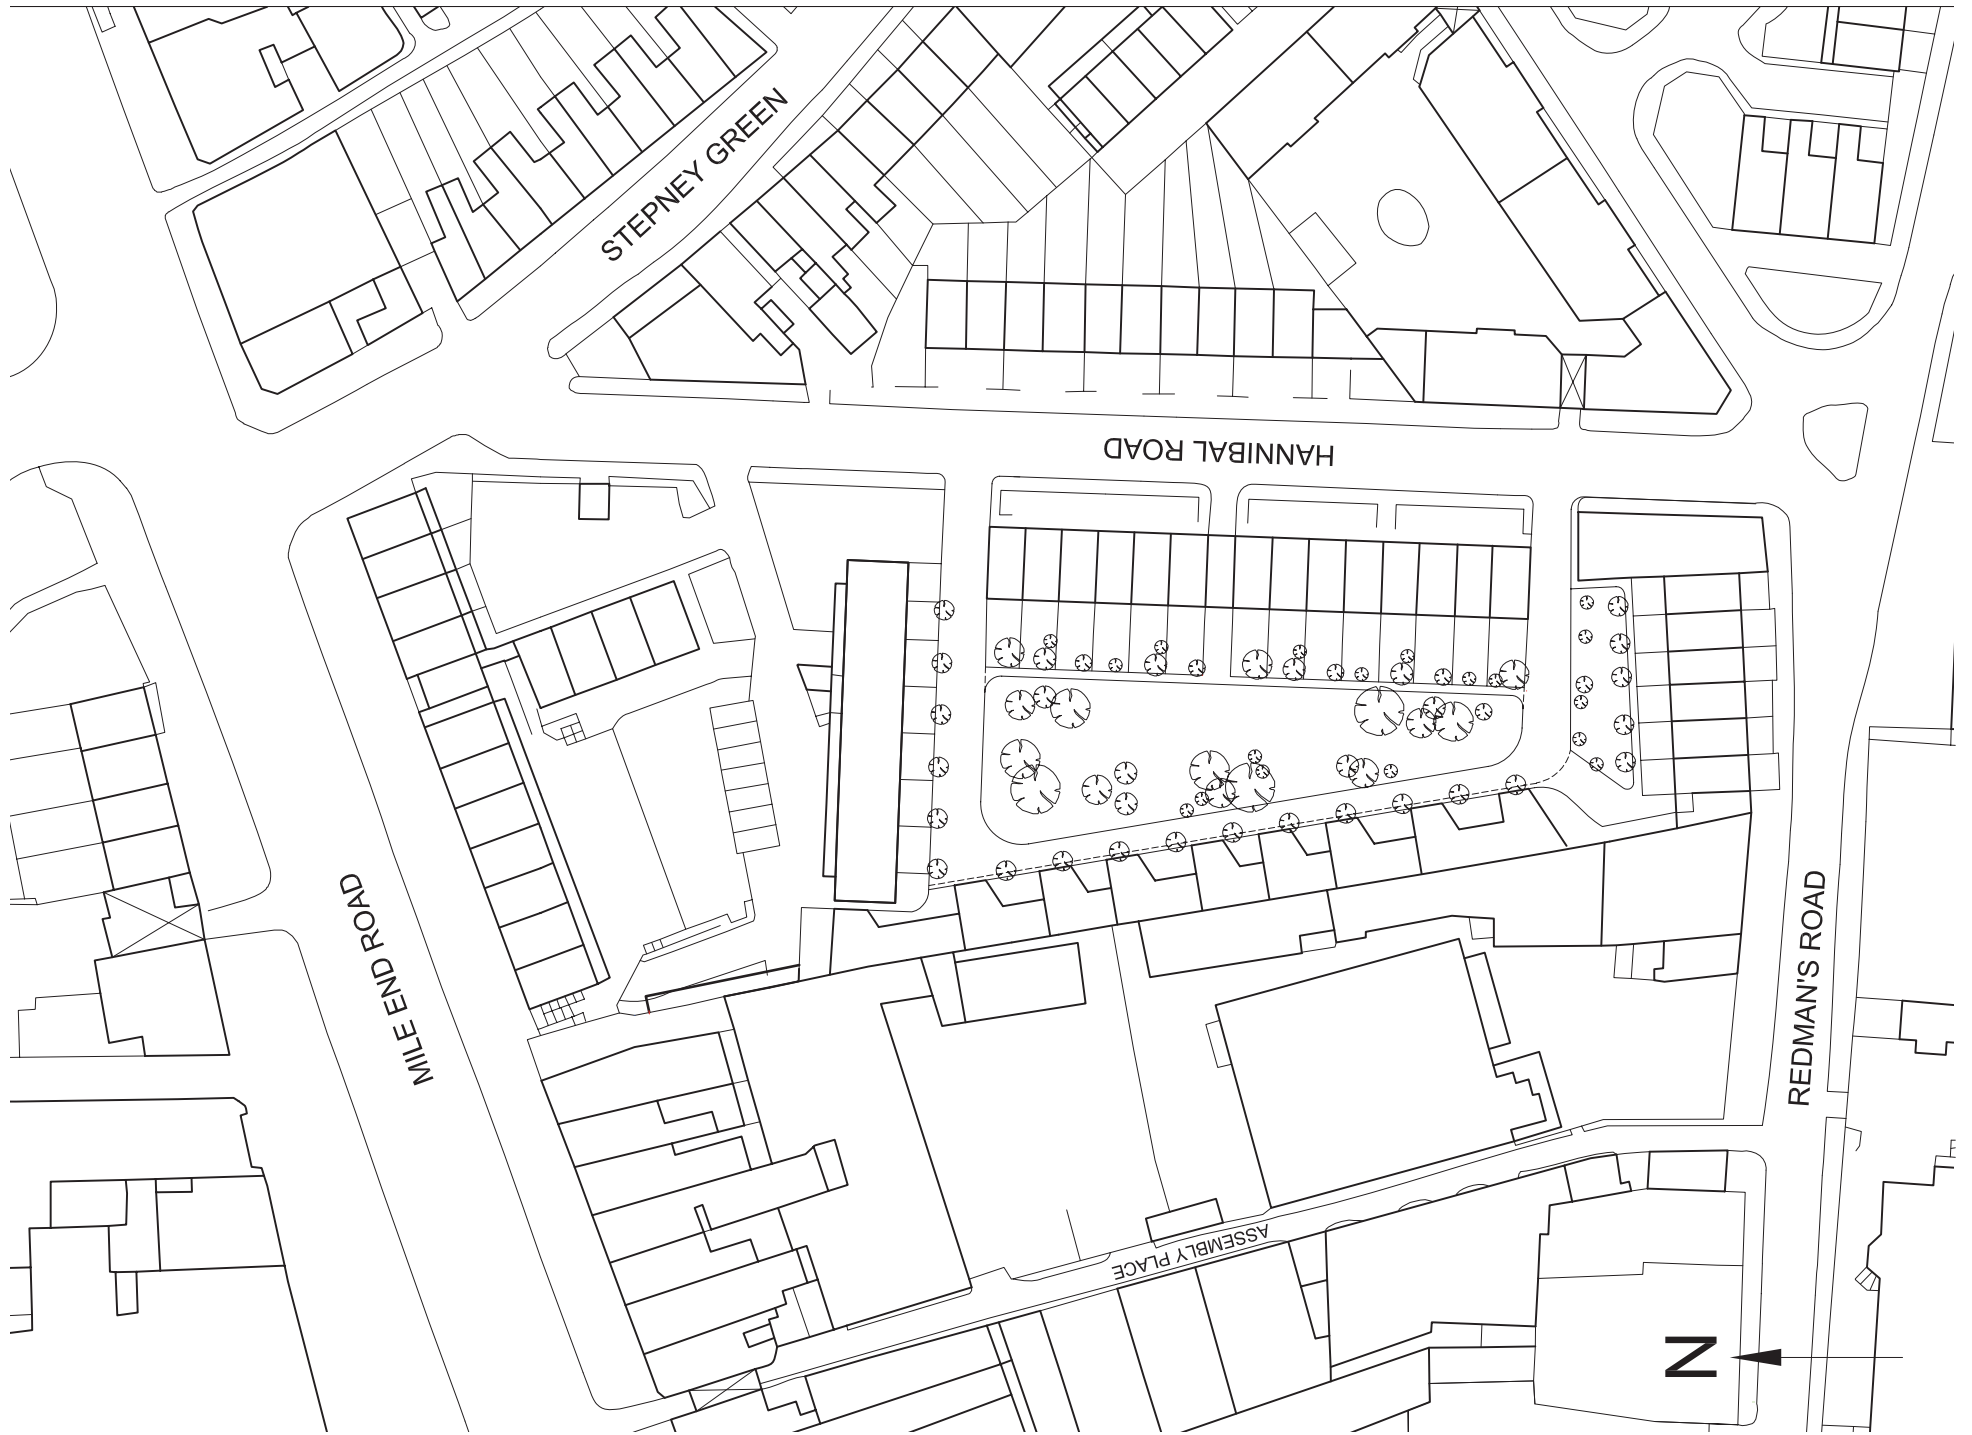 STEPNEY GREEN
HANNIBAL ROAD
MILE END ROAD
REDMAN'S ROAD
ASSEMBLY PLACE
N